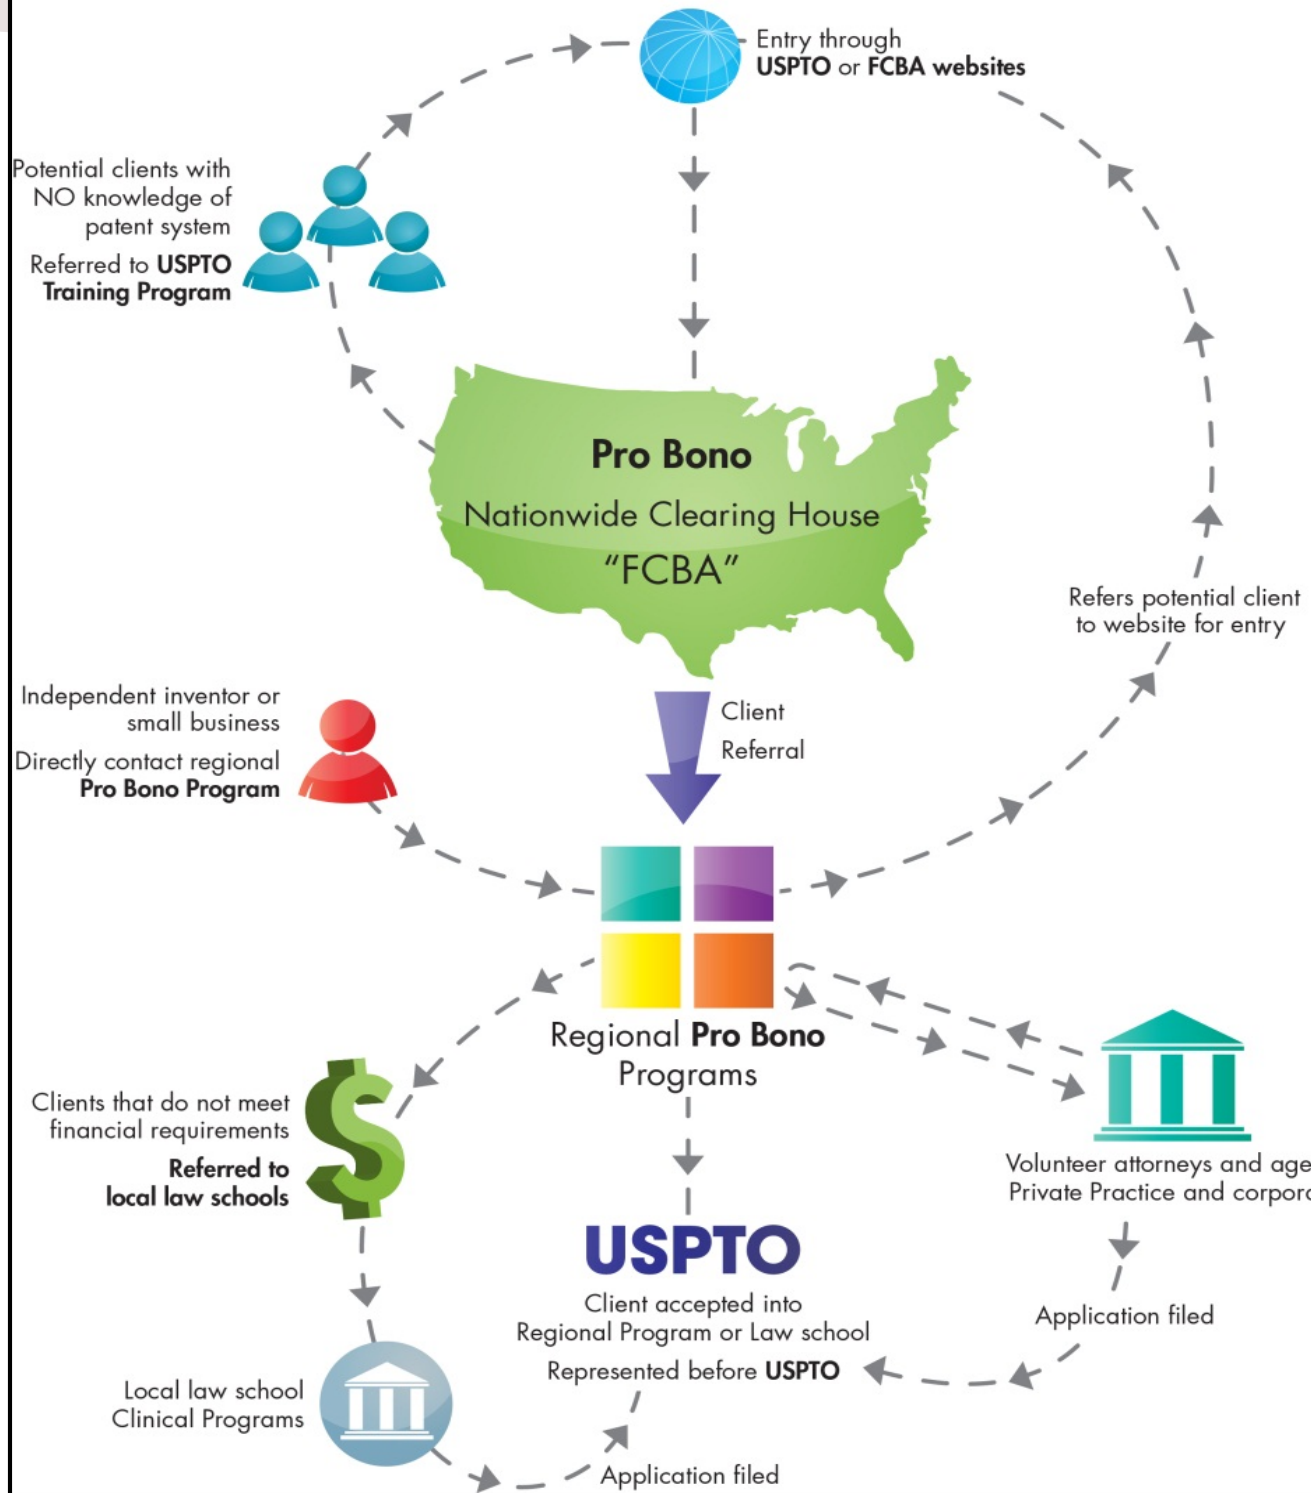 Entry through
USPTO or FCBA websites
Potential clients with
NO knowledge of
patent system
Referred to USPTO
Training Program
Pro Bono
Nationwide Clearing House
“FCBA”
Refers potential client
to website for entry
Independent inventor or
small business
Directly contact regional
Pro Bono Program
Client
Referral
Regional Pro Bono
Programs
Clients that do not meet
financial requirements
Referred to
local law schools
Volunteer attorneys and age
Private Practice and corpora
USPTO
Client accepted into
Regional Program or Law school
Represented before USPTO
Application filed
Local law school
Clinical Programs
Application filed